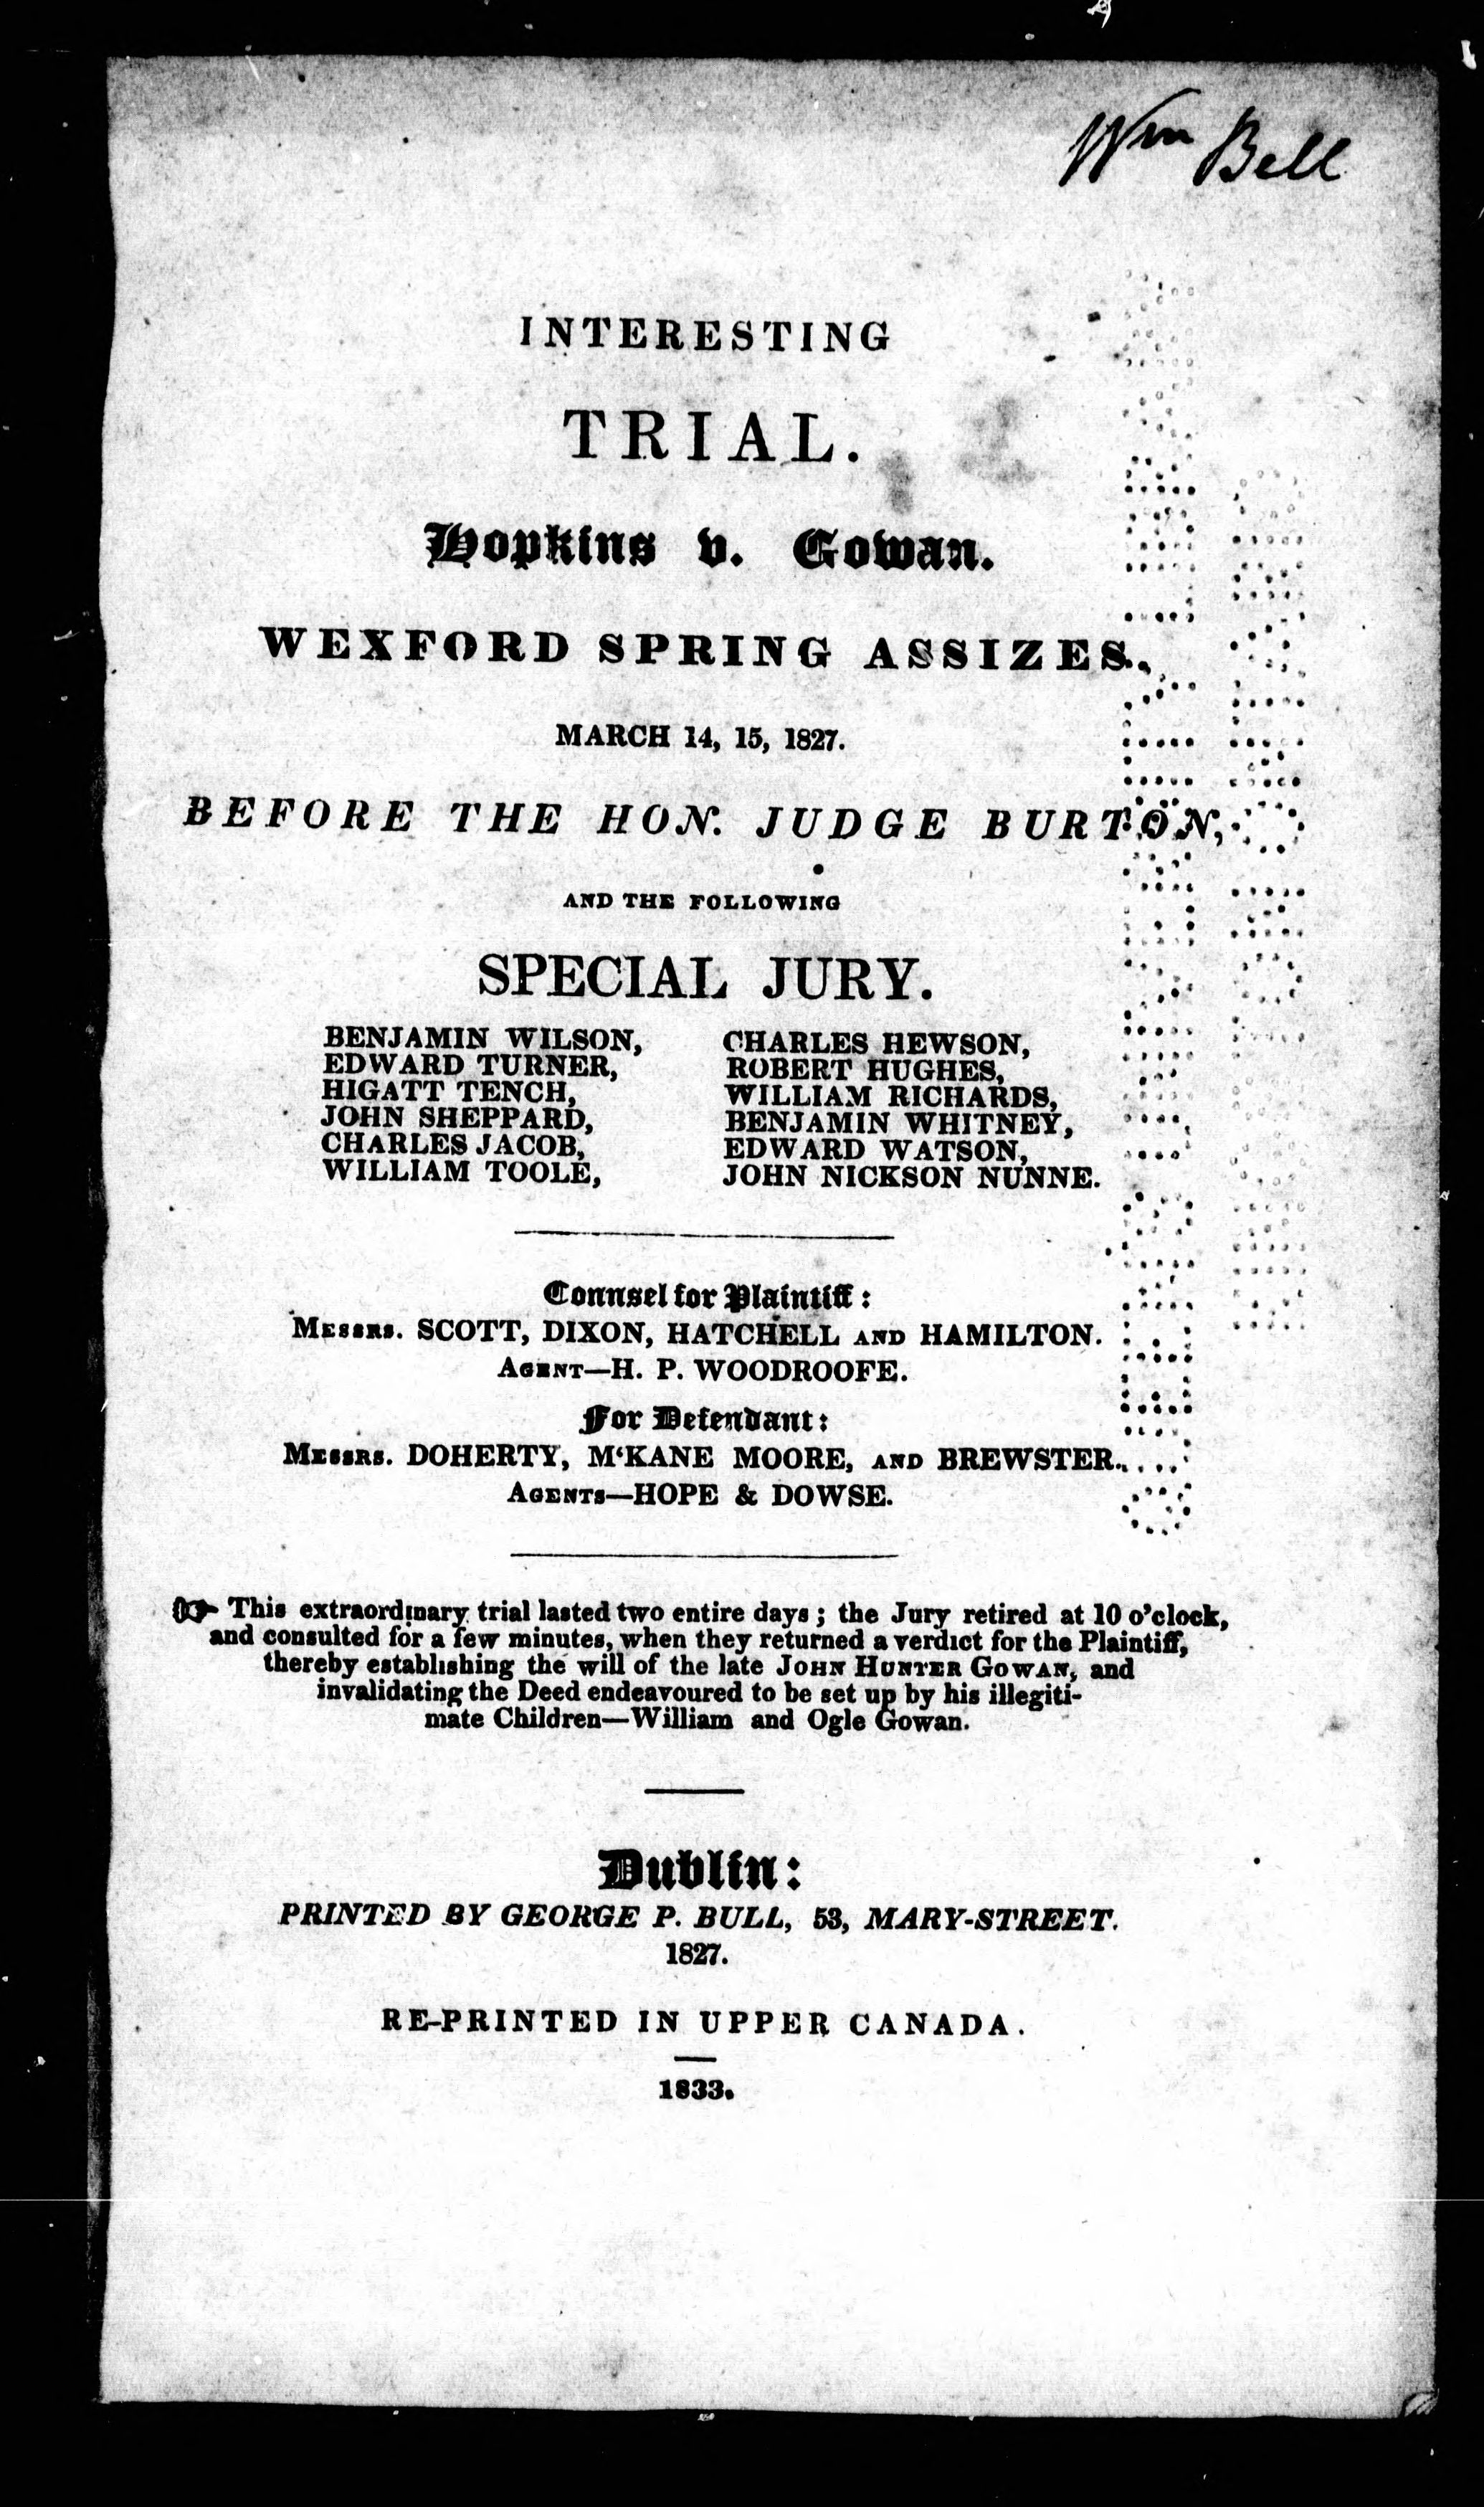 Wm Bell
INTERESTING
TRIAL.
Hopkins v. Gowan.
WEXFORD SPRING ASSIZES,
MARCH 14, 15, 1827.
BEFORE THE HON. JUDGE BURTON,
AND THE FOLLOWING
SPECIAL JURY.
BENJAMIN WILSON,
EDWARD TURNER,
HIGATT TENCH,
JOHN SHEPPARD,
CHARLES JACOB,
WILLIAM TOOLE,
CHARLES HEWSON,
ROBERT HUGHES,
WILLIAM RICHARDS,
BENJAMIN WHITNEY,
EDWARD WATSON,
JOHN NICKSON NUNNE.
Counsel for Plaintiff:
MESSRS. SCOTT, DIXON, HATCHELL AND HAMILTON.
AGENT—H. P. WOODROOFE.
For Defendant:
MESSRS. DOHERTY, M'KANE MOORE, AND BREWSTER.
AGENTS—HOPE & DOWSE.
☞ This extraordinary trial lasted two entire days; the Jury retired at 10 o'clock,
and consulted for a few minutes, when they returned a verdict for the Plaintiff,
thereby establishing the will of the late JOHN HUNTER GOWAN, and
invalidating the Deed endeavoured to be set up by his illegiti-
mate Children—William and Ogle Gowan.
Dublin:
PRINTED BY GEORGE P. BULL, 53, MARY-STREET.
1827.
RE-PRINTED IN UPPER CANADA.
1833.